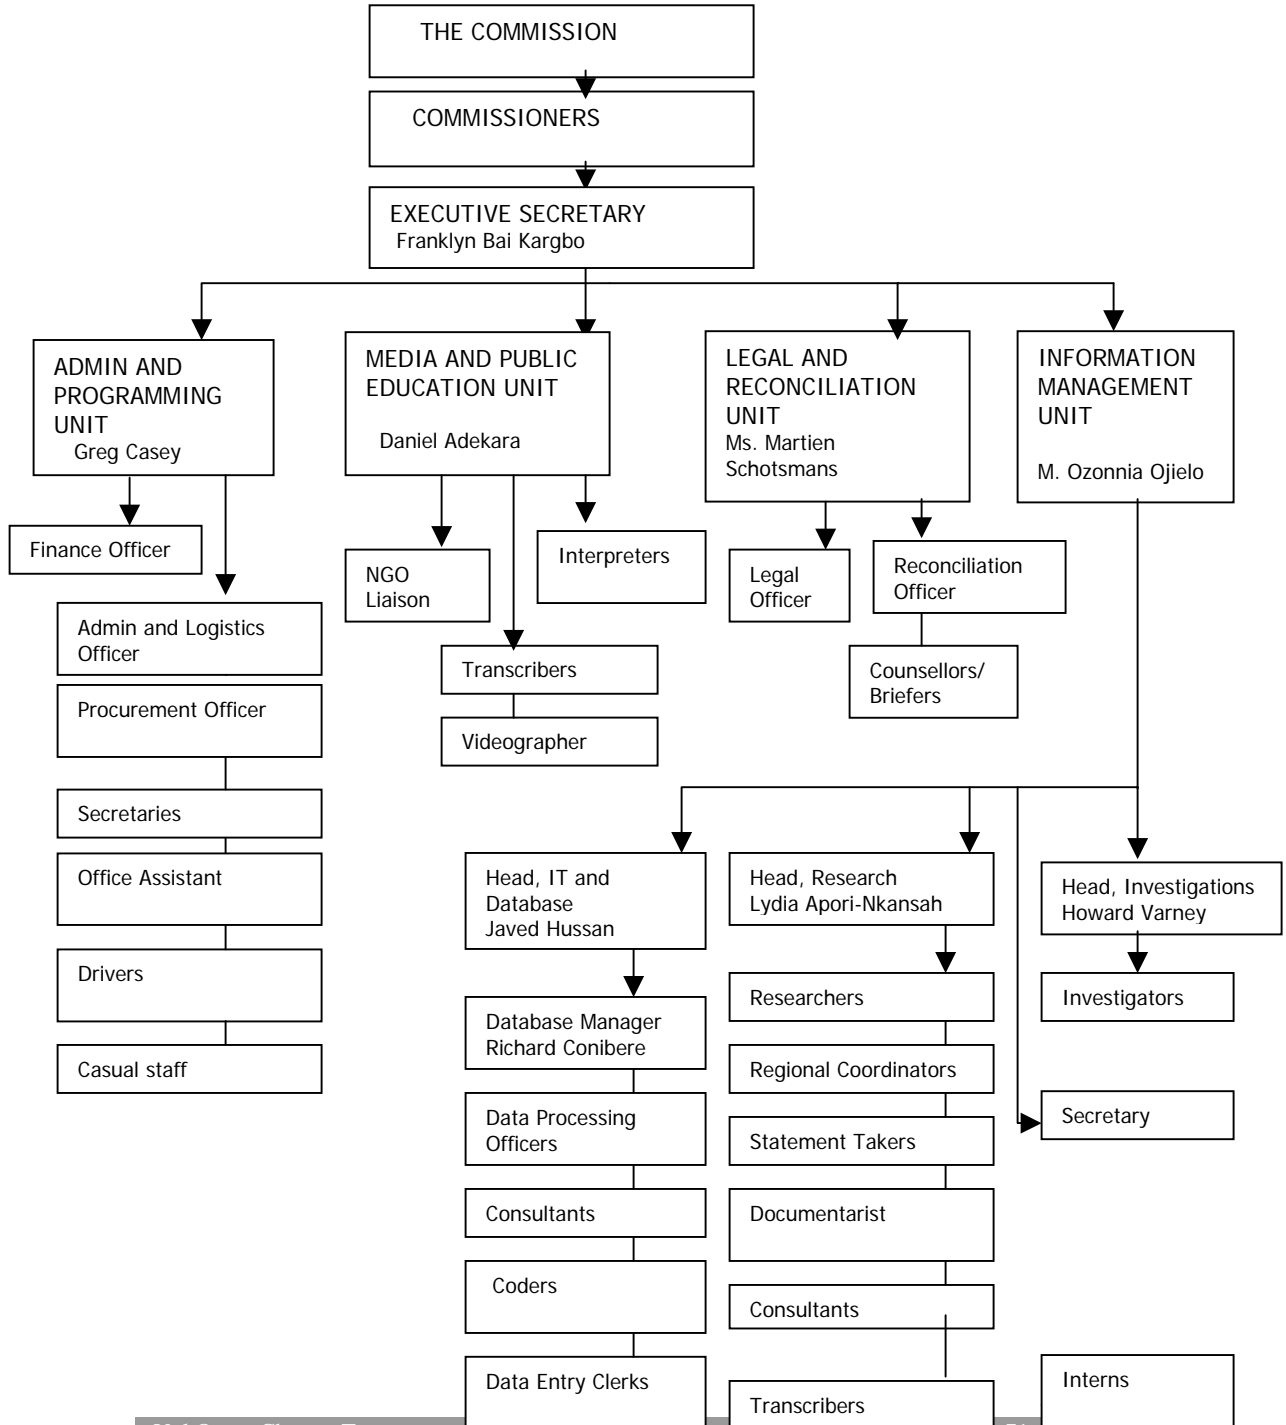 THE COMMISSION
COMMISSIONERS
EXECUTIVE SECRETARY
Franklyn Bai Kargbo
ADMIN AND
PROGRAMMING
UNIT
Greg Casey
MEDIA AND PUBLIC
EDUCATION UNIT
Daniel Adekara
LEGAL AND
RECONCILIATION
UNIT
Ms. Martien
Schotsmans
INFORMATION
MANAGEMENT
UNIT
M. Ozonnia Ojielo
Finance Officer
Admin and Logistics
Officer
Procurement Officer
Secretaries
Office Assistant
Drivers
Casual staff
NGO
Liaison
Interpreters
Transcribers
Videographer
Legal
Officer
Reconciliation
Officer
Counsellors/
Briefers
Head, IT and
Database
Javed Hussan
Database Manager
Richard Conibere
Data Processing
Officers
Consultants
Coders
Data Entry Clerks
Head, Research
Lydia Apori-Nkansah
Researchers
Regional Coordinators
Statement Takers
Documentarist
Consultants
Transcribers
Head, Investigations
Howard Varney
Investigators
Secretary
Interns